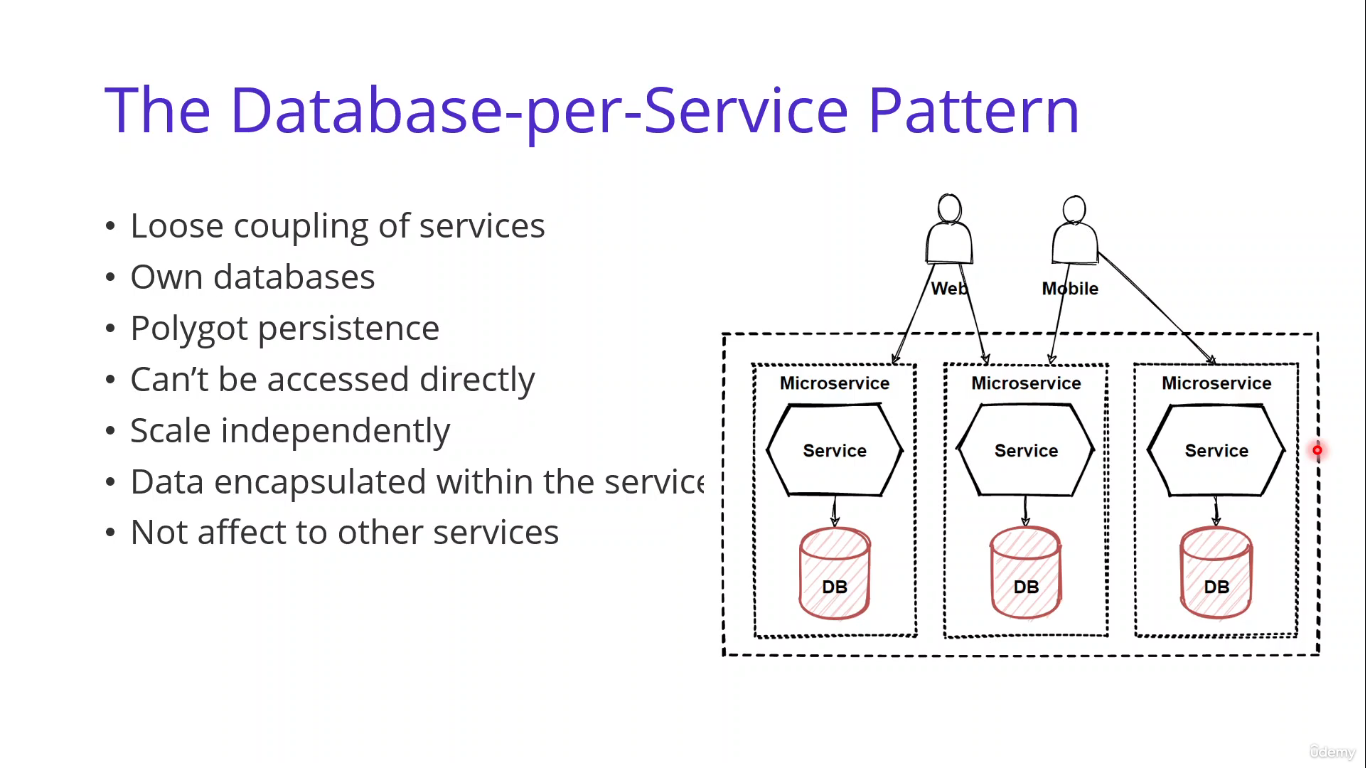 The Database-per-Service Pattern
• Loose coupling of services
• Own databases
• Polygot persistence
• Can't be accessed directly
• Scale independently
• Data encapsulated within the service
• Not affect to other services
Web
Mobile
Microservice
Microservice
Microservice
Service
Service
Service
DB
DB
DB
ûdemy